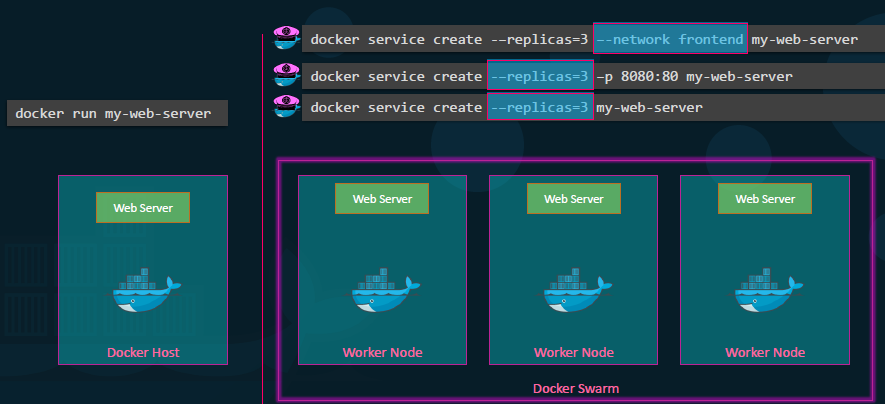 docker run my-web-server
Web Server
Docker Host
docker service create --replicas=3 --network frontend my-web-server
docker service create --replicas=3 –p 8080:80 my-web-server
docker service create --replicas=3 my-web-server
Web Server
Web Server
Web Server
Worker Node
Worker Node
Worker Node
Docker Swarm